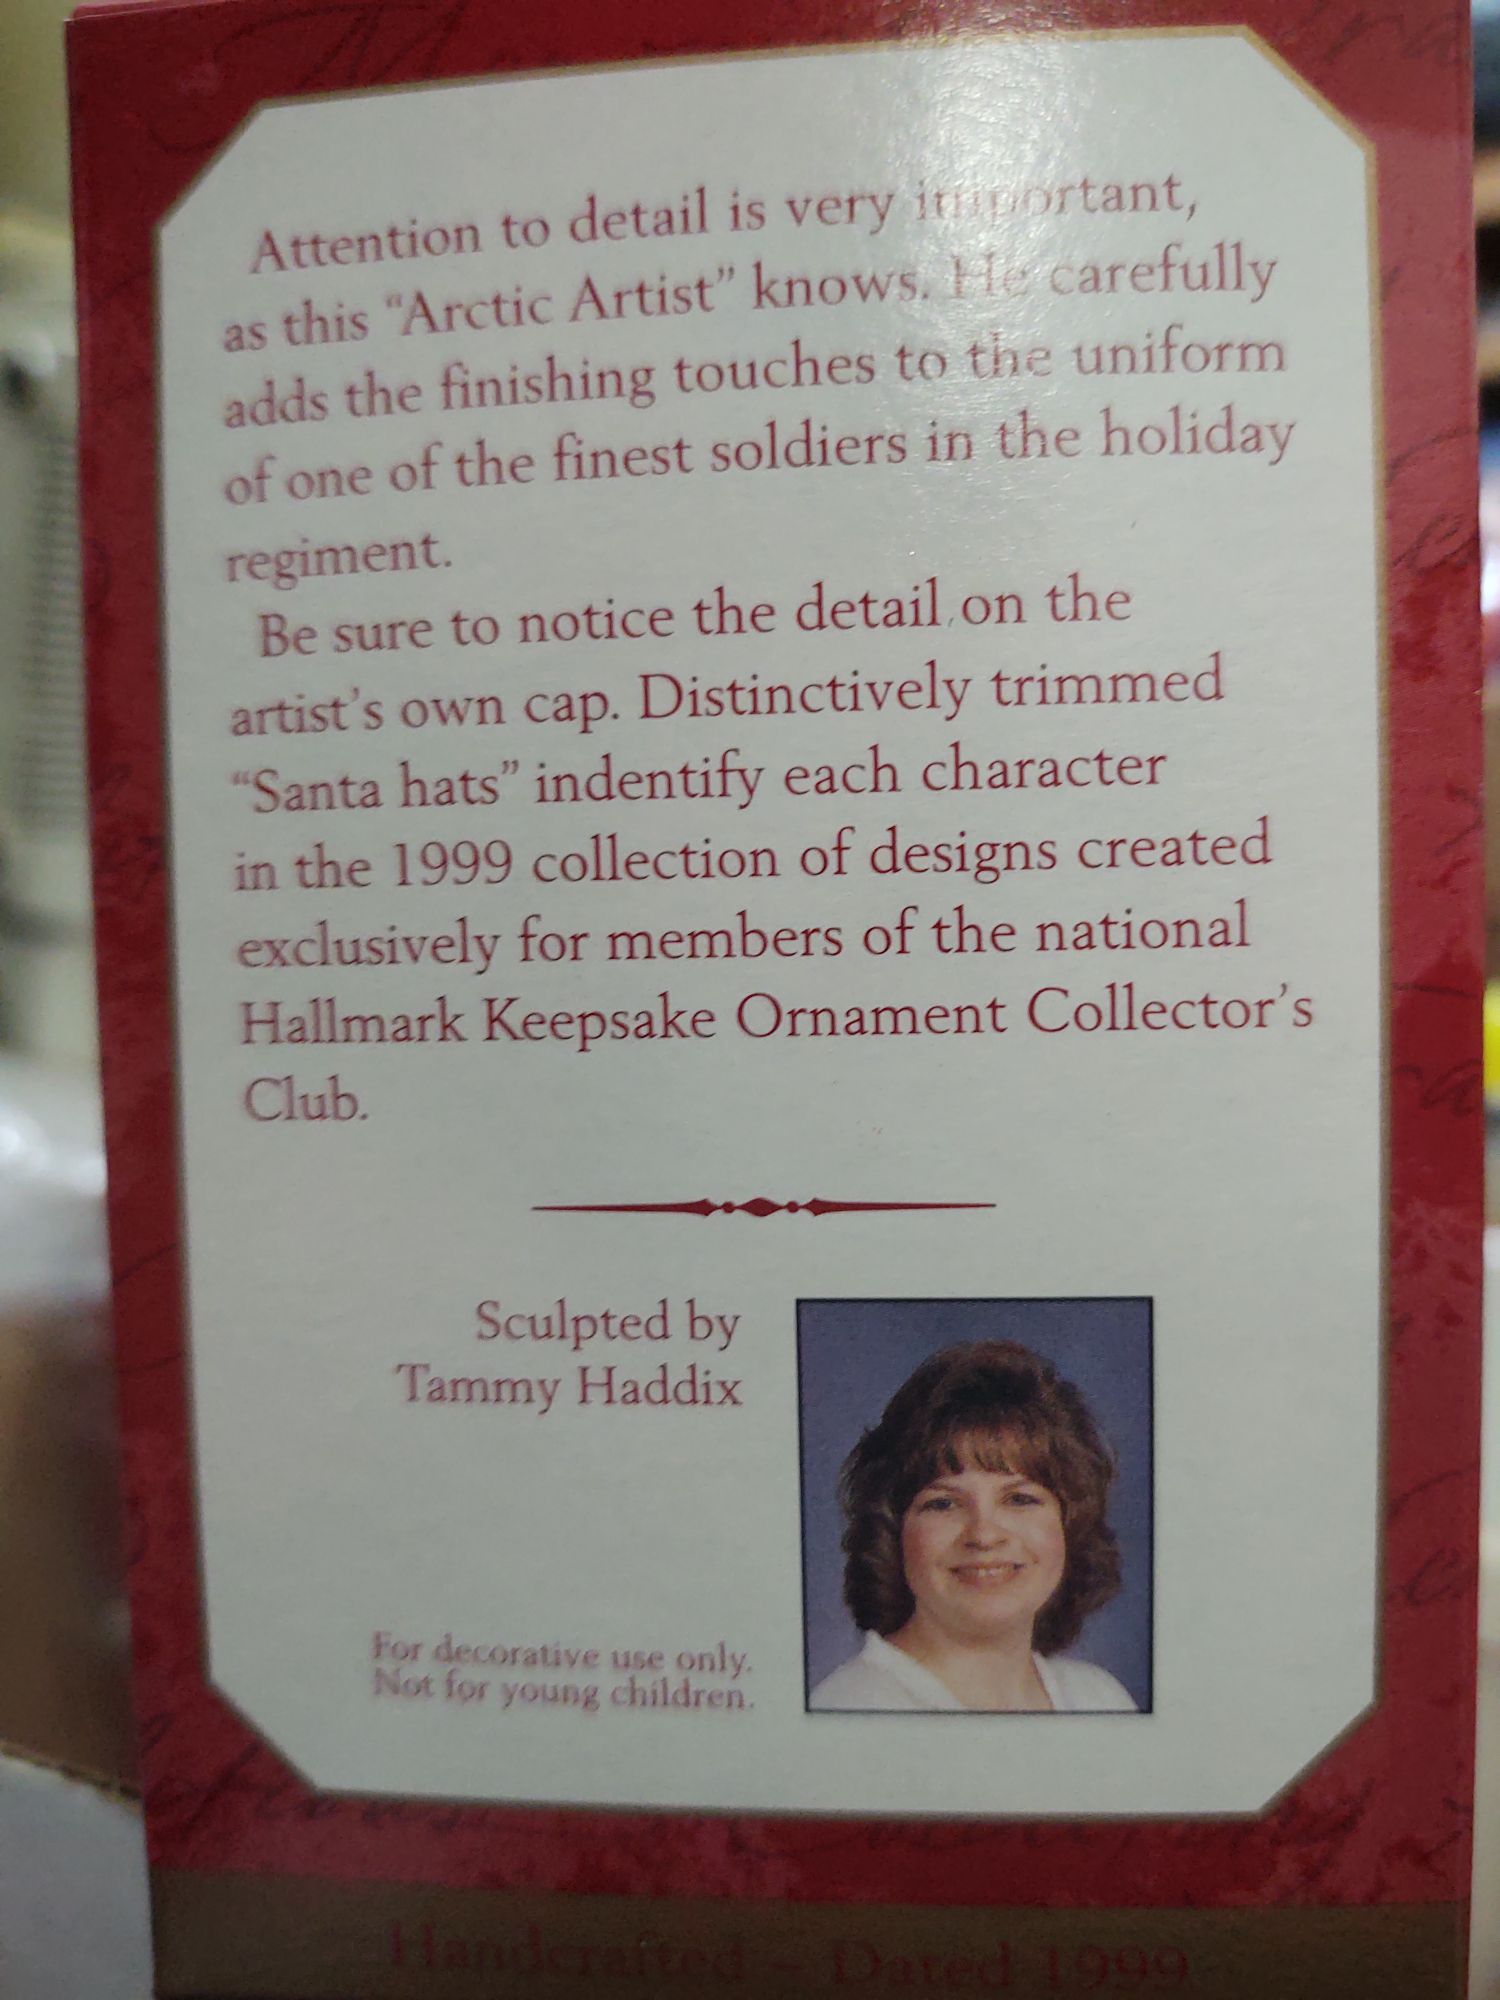 Attention to detail is very important,
as this “Arctic Artist” knows. He carefully
adds the finishing touches to the uniform
of one of the finest soldiers in the holiday
regiment.
Be sure to notice the detail on the
artist’s own cap. Distinctively trimmed
“Santa hats” indentify each character
in the 1999 collection of designs created
exclusively for members of the national
Hallmark Keepsake Ornament Collector’s
Club.
Sculpted by
Tammy Haddix
For decorative use only.
Not for young children.
Handcrafted ~ Dated 1999